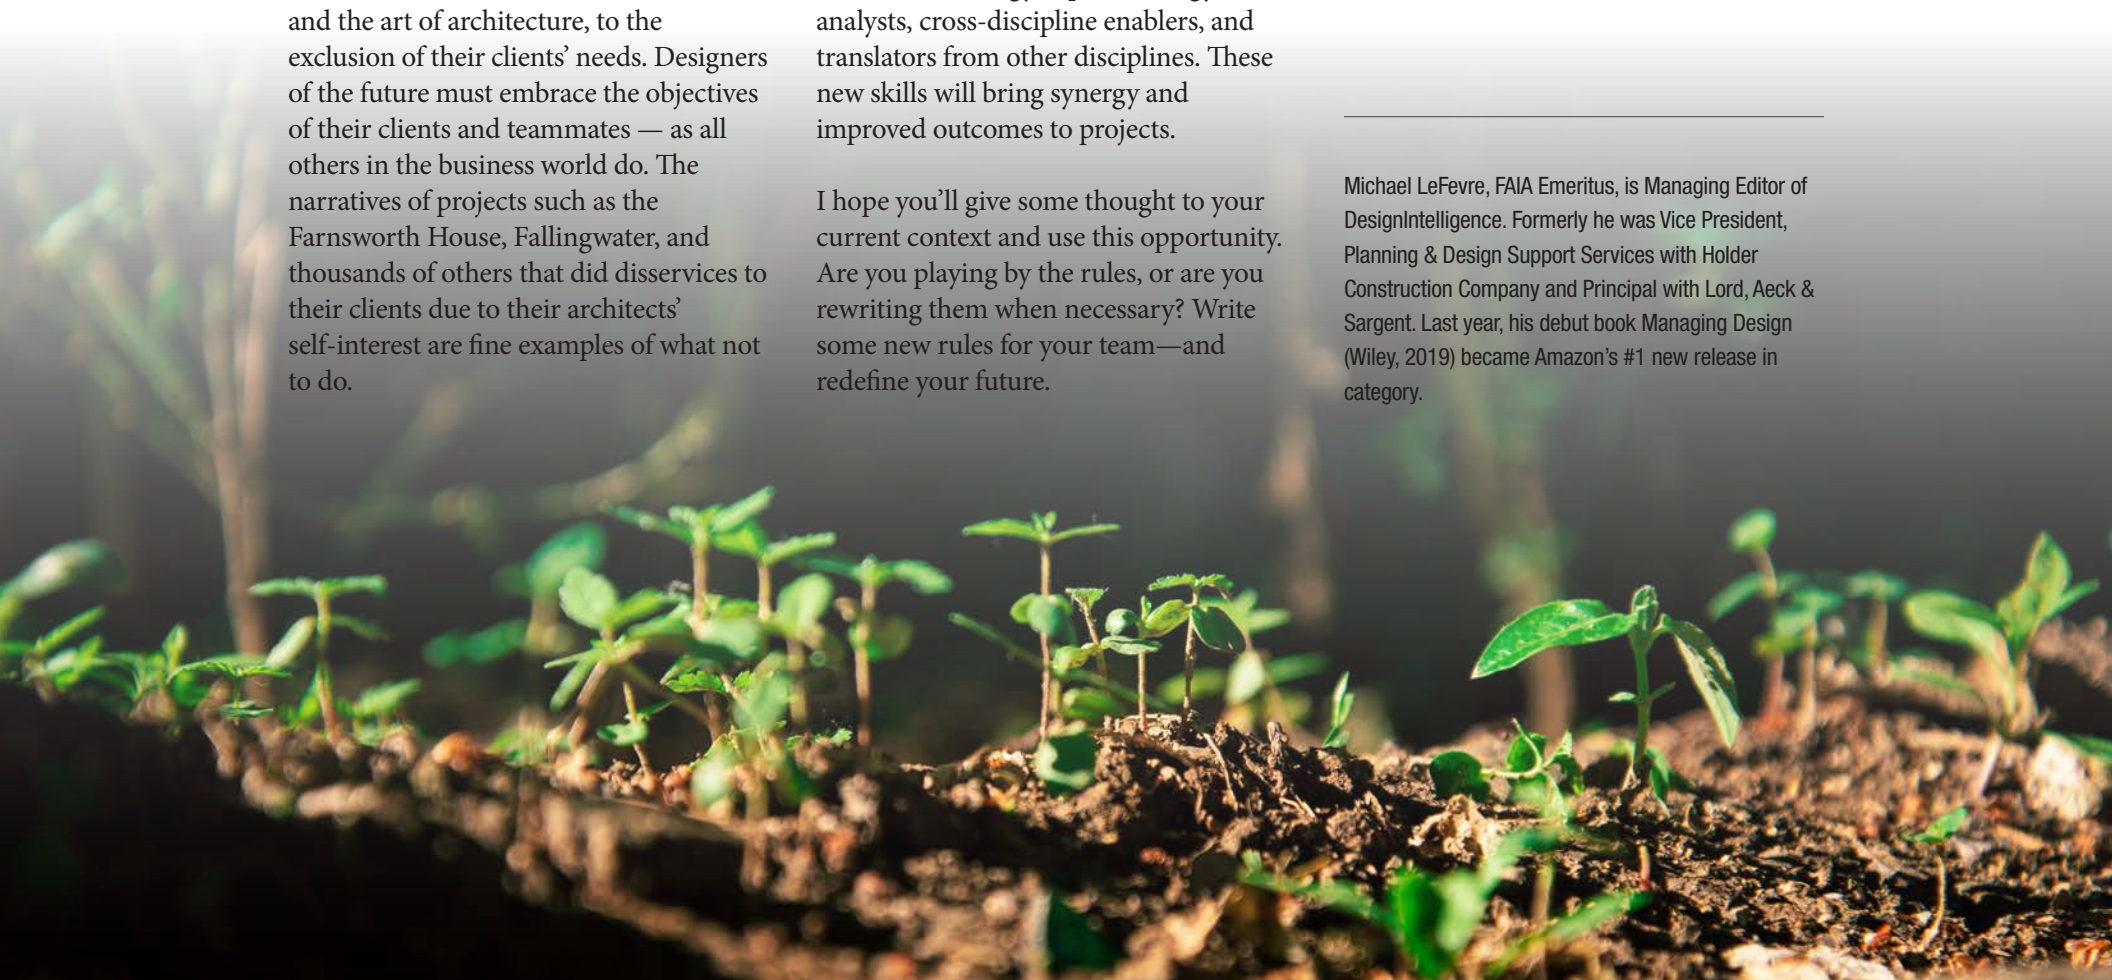 and the art of architecture, to the
exclusion of their clients’ needs. Designers
of the future must embrace the objectives
of their clients and teammates — as all
others in the business world do. The
narratives of projects such as the
Farnsworth House, Fallingwater, and
thousands of others that did disservices to
their clients due to their architects’
self-interest are fine examples of what not
to do.
analysts, cross-discipline enablers, and
translators from other disciplines. These
new skills will bring synergy and
improved outcomes to projects.
I hope you’ll give some thought to your
current context and use this opportunity.
Are you playing by the rules, or are you
rewriting them when necessary? Write
some new rules for your team—and
redefine your future.
Michael LeFevre, FAIA Emeritus, is Managing Editor of
DesignIntelligence. Formerly he was Vice President,
Planning & Design Support Services with Holder
Construction Company and Principal with Lord, Aeck &
Sargent. Last year, his debut book Managing Design
(Wiley, 2019) became Amazon’s #1 new release in
category.